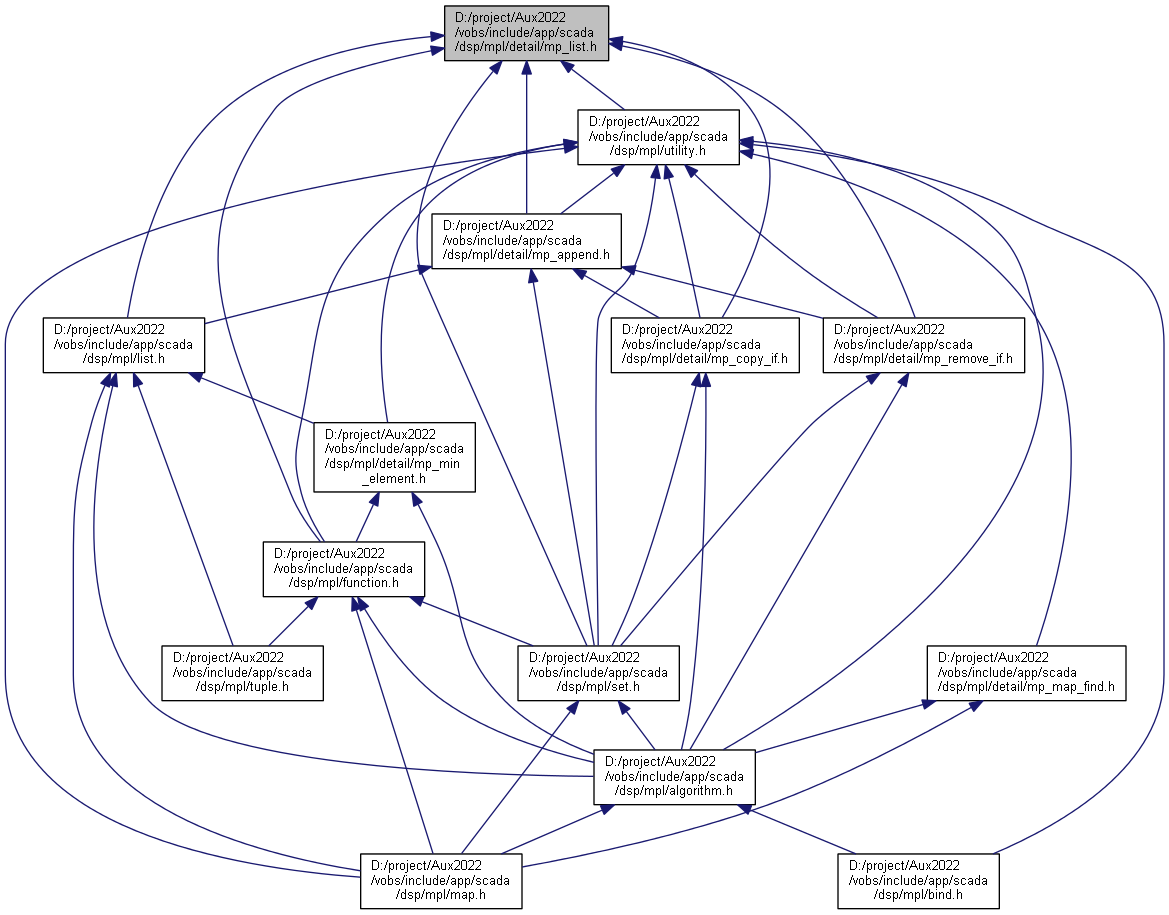 D:/project/Aux2022
/vobs/include/app/scada
/dsp/mpl/detail/mp_list.h
D:/project/Aux2022
/vobs/include/app/scada
/dsp/mpl/utility.h
D:/project/Aux2022
/vobs/include/app/scada
/dsp/mpl/detail/mp_append.h
D:/project/Aux2022
/vobs/include/app/scada
/dsp/mpl/list.h
D:/project/Aux2022
/vobs/include/app/scada
/dsp/mpl/detail/mp_copy_if.h
D:/project/Aux2022
/vobs/include/app/scada
/dsp/mpl/detail/mp_remove_if.h
D:/project/Aux2022
/vobs/include/app/scada
/dsp/mpl/detail/mp_min
_element.h
D:/project/Aux2022
/vobs/include/app/scada
/dsp/mpl/function.h
D:/project/Aux2022
/vobs/include/app/scada
/dsp/mpl/tuple.h
D:/project/Aux2022
/vobs/include/app/scada
/dsp/mpl/set.h
D:/project/Aux2022
/vobs/include/app/scada
/dsp/mpl/detail/mp_map_find.h
D:/project/Aux2022
/vobs/include/app/scada
/dsp/mpl/algorithm.h
D:/project/Aux2022
/vobs/include/app/scada
/dsp/mpl/map.h
D:/project/Aux2022
/vobs/include/app/scada
/dsp/mpl/bind.h